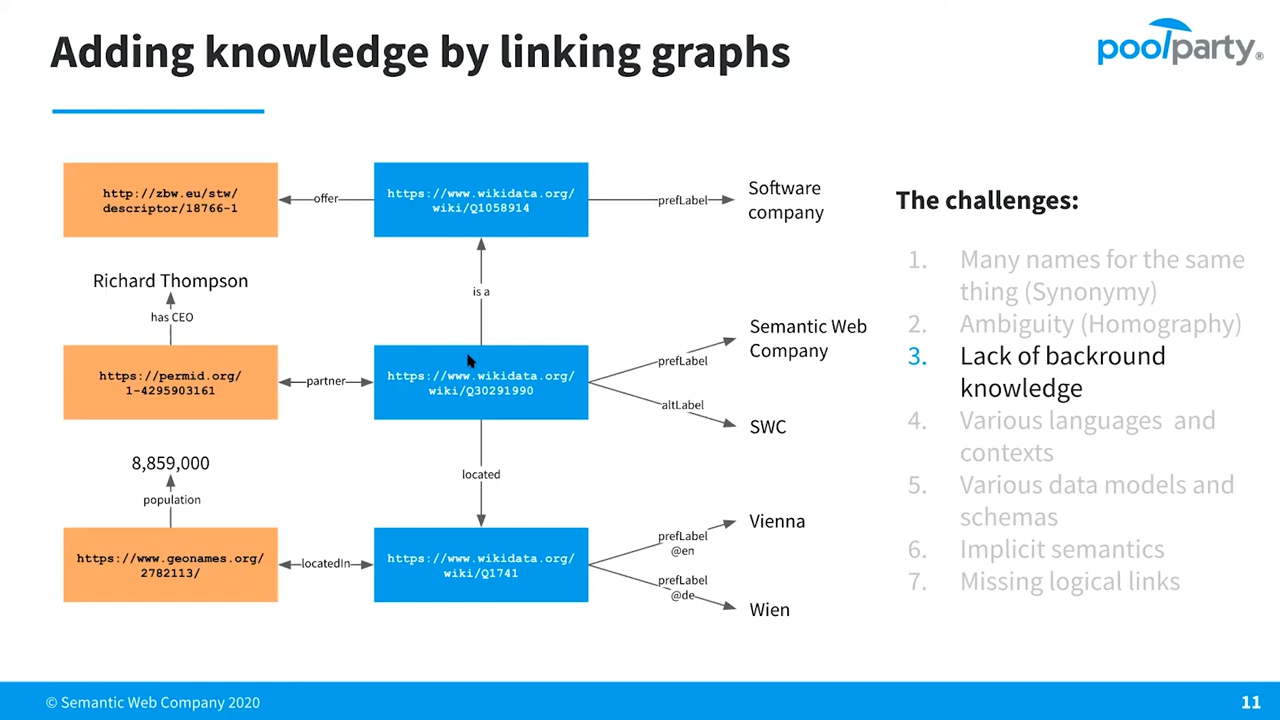 Adding knowledge by linking graphs
poolparty®
http://zbw.eu/stw/
descriptor/18766-1
offer
https://www.wikidata.org/
wiki/Q1058914
prefLabel
Software
company
Richard Thompson
has CEO
is a
https://permid.org/
1-4295903161
partner
https://www.wikidata.org/
wiki/Q30291990
prefLabel
Semantic Web
Company
altLabel
SWC
8,859,000
population
located
https://www.geonames.org/
2782113/
locatedIn
https://www.wikidata.org/
wiki/Q1741
prefLabel
@en
Vienna
prefLabel
@de
Wien
The challenges:
1. Many names for the same
thing (Synonymy)
2. Ambiguity (Homography)
3. Lack of backround
knowledge
4. Various languages and
contexts
5. Various data models and
schemas
6. Implicit semantics
7. Missing logical links
© Semantic Web Company 2020
11